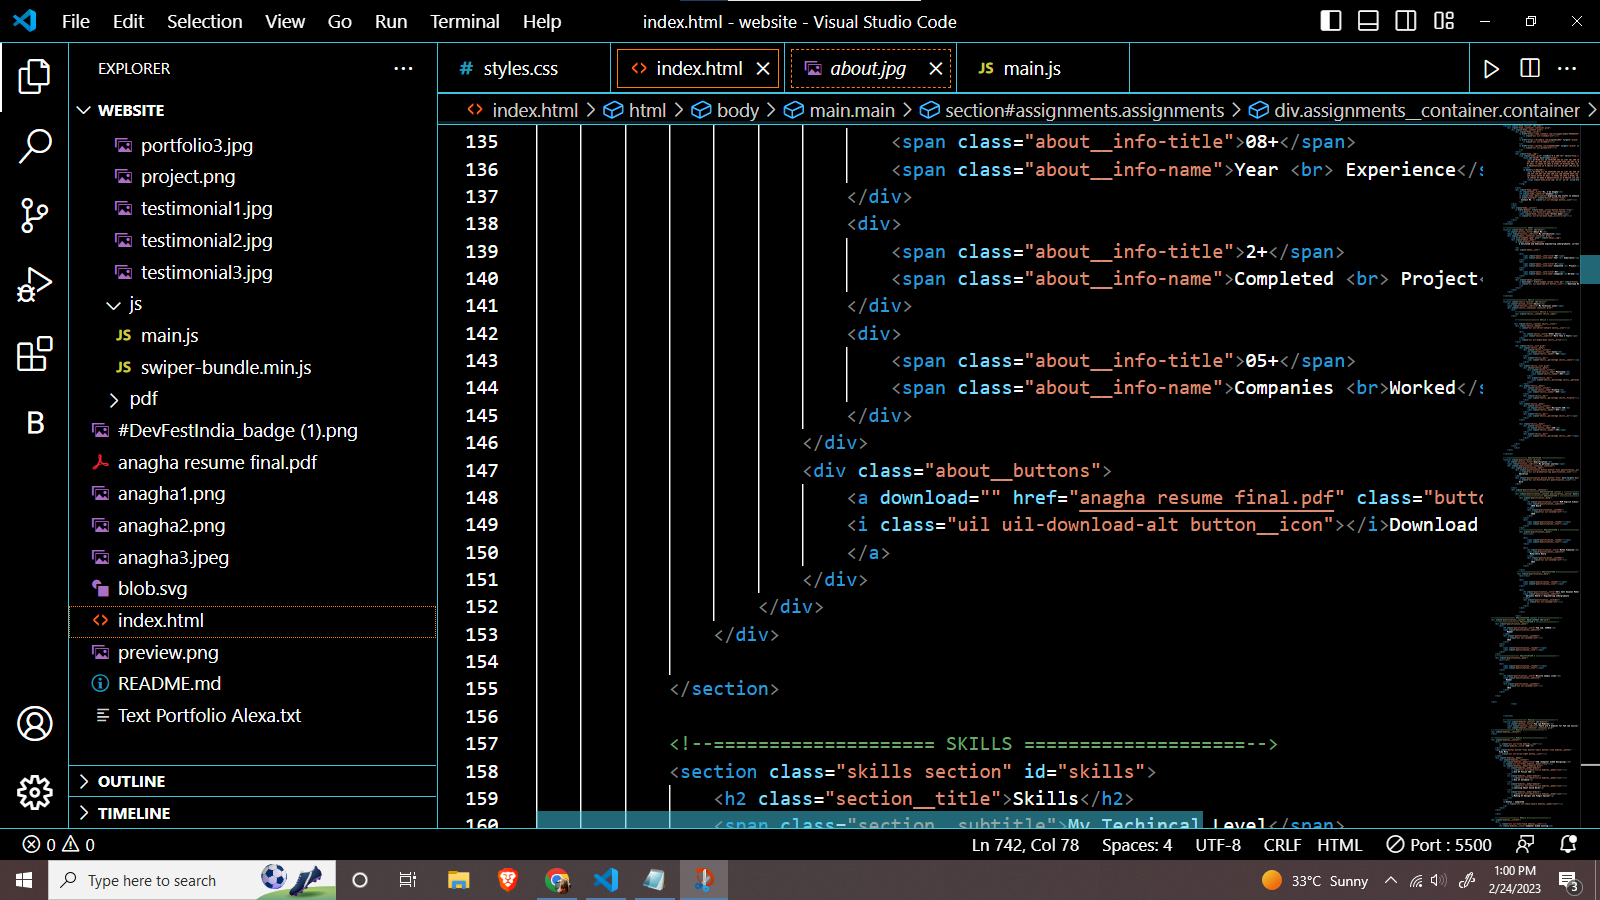 File Edit Selection View Go Run Terminal Help index.html - website - Visual Studio Code
EXPLORER
WEBSITE
portfolio3.jpg
project.png
testimonial1.jpg
testimonial2.jpg
testimonial3.jpg
js
JS main.js
JS swiper-bundle.min.js
pdf
#DevFestIndia_badge (1).png
anagha resume final.pdf
anagha1.png
anagha2.png
anagha3.jpeg
blob.svg
index.html
preview.png
README.md
Text Portfolio Alexa.txt
OUTLINE
TIMELINE
B
# styles.css <> index.html about.jpg JS main.js
<> index.html > html > body > main.main > section#assignments.assignments > div.assignments__container.container >
135 <span class="about__info-title">08+</span>
136 <span class="about__info-name">Year <br> Experience</s
137 </div>
138 <div>
139 <span class="about__info-title">2+</span>
140 <span class="about__info-name">Completed <br> Project<
141 </div>
142 <div>
143 <span class="about__info-title">05+</span>
144 <span class="about__info-name">Companies <br>Worked</s
145 </div>
146 </div>
147 <div class="about__buttons">
148 <a download="" href="anagha resume final.pdf" class="butto
149 <i class="uil uil-download-alt button__icon"></i>Download
150 </a>
151 </div>
152 </div>
153 </div>
154
155 </section>
156
157 <!--==================== SKILLS ====================-->
158 <section class="skills section" id="skills">
159 <h2 class="section__title">Skills</h2>
160 <span class="section__subtitle">My Techincal Level</span>
0 0 Ln 742, Col 78 Spaces: 4 UTF-8 CRLF HTML Port : 5500
Type here to search 33°C Sunny 1:00 PM
2/24/2023 3